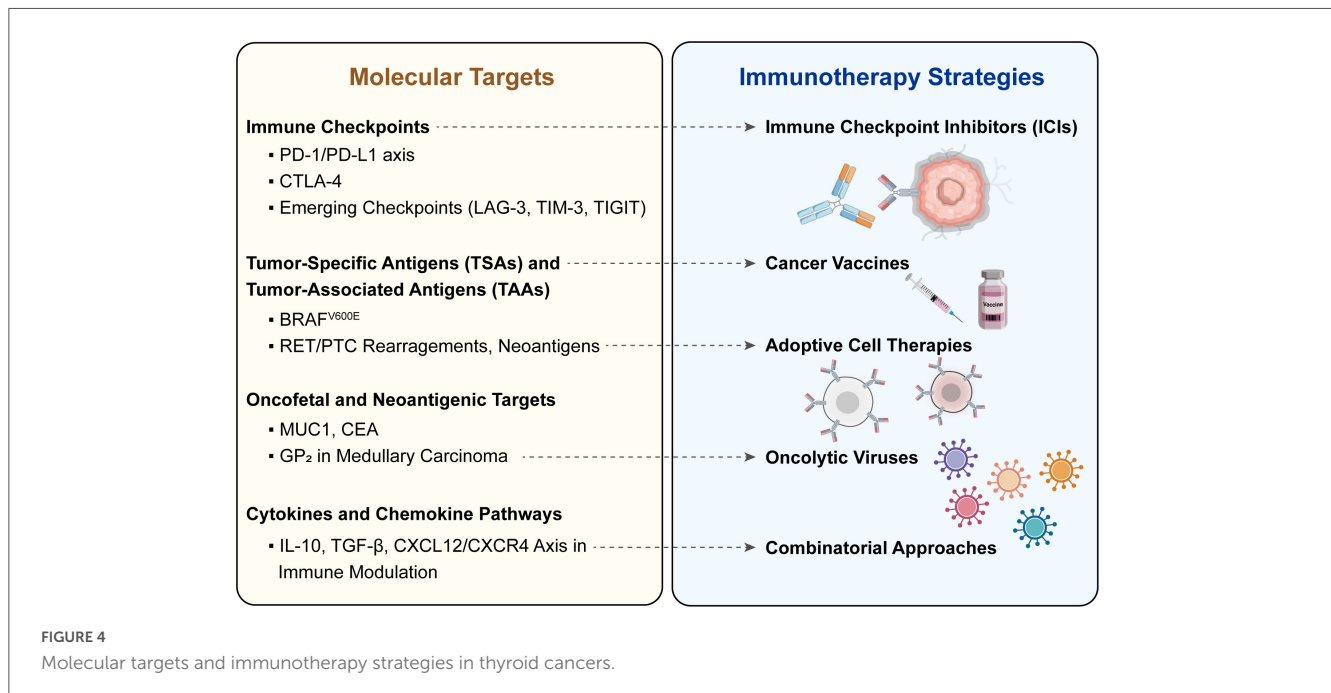 Molecular Targets
Immune Checkpoints
▪ PD-1/PD-L1 axis
▪ CTLA-4
▪ Emerging Checkpoints (LAG-3, TIM-3, TIGIT)
Tumor-Specific Antigens (TSAs) and
Tumor-Associated Antigens (TAAs)
▪ BRAF^V600E
▪ RET/PTC Rearragements, Neoantigens
Oncofetal and Neoantigenic Targets
▪ MUC1, CEA
▪ GP₂ in Medullary Carcinoma
Cytokines and Chemokine Pathways
▪ IL-10, TGF-β, CXCL12/CXCR4 Axis in
Immune Modulation
Immunotherapy Strategies
Immune Checkpoint Inhibitors (ICIs)
Cancer Vaccines
Vaccine
Adoptive Cell Therapies
Oncolytic Viruses
Combinatorial Approaches
FIGURE 4
Molecular targets and immunotherapy strategies in thyroid cancers.